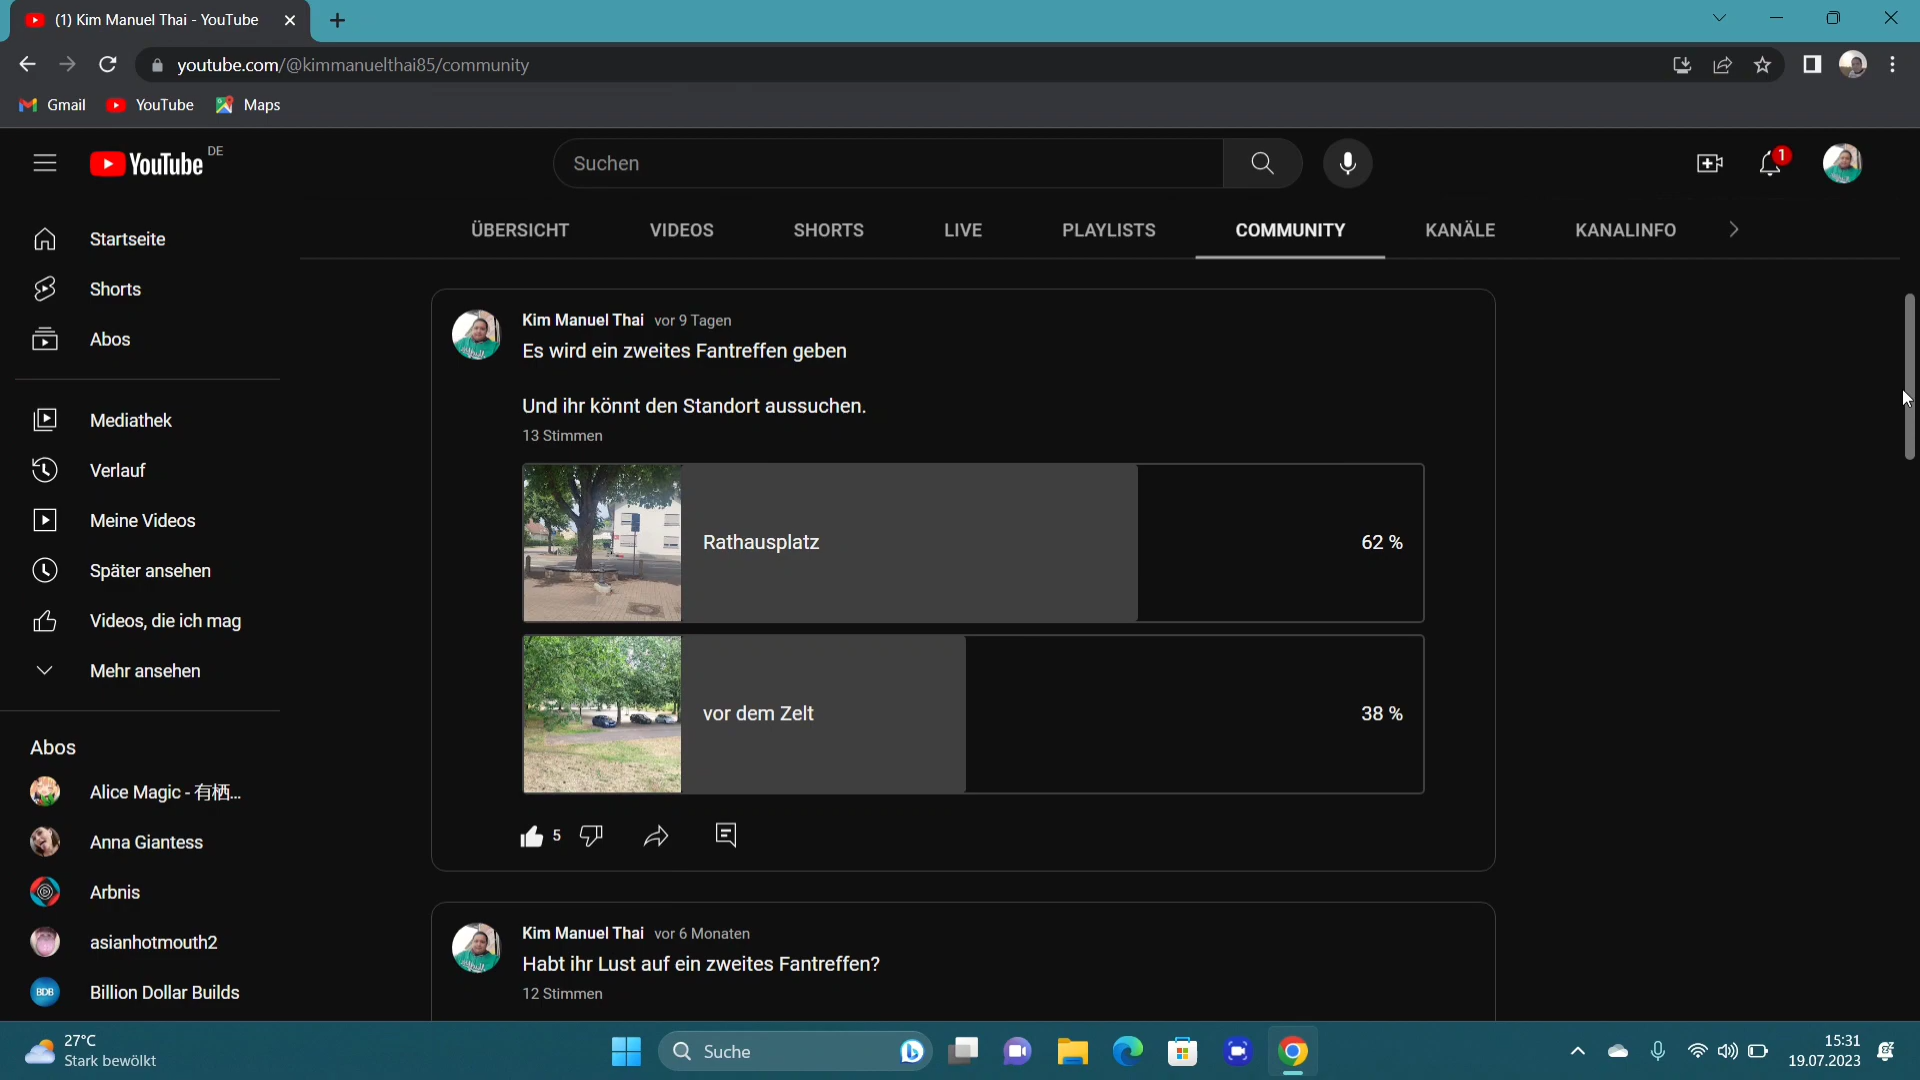 (1) Kim Manuel Thai - YouTube
youtube.com/@kimmanuelthai85/community
Gmail
YouTube
Maps
YouTube DE
Suchen
1
ÜBERSICHT
VIDEOS
SHORTS
LIVE
PLAYLISTS
COMMUNITY
KANÄLE
KANALINFO
Startseite
Shorts
Abos
Mediathek
Verlauf
Meine Videos
Später ansehen
Videos, die ich mag
Mehr ansehen
Abos
Alice Magic - 有栖...
Anna Giantess
Arbnis
asianhotmouth2
BDB
Billion Dollar Builds
Kim Manuel Thai vor 9 Tagen
Es wird ein zweites Fantreffen geben
Und ihr könnt den Standort aussuchen.
13 Stimmen
Rathausplatz 62 %
vor dem Zelt 38 %
5
Kim Manuel Thai vor 6 Monaten
Habt ihr Lust auf ein zweites Fantreffen?
12 Stimmen
27°C
Stark bewölkt
Suche
15:31
19.07.2023